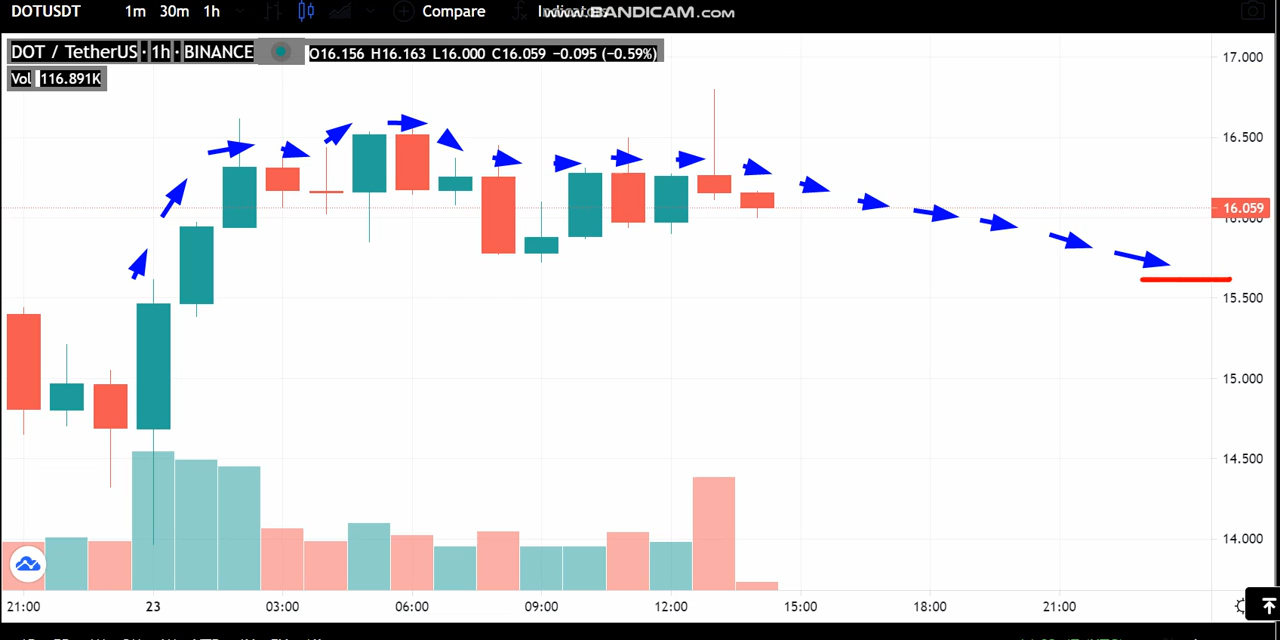 DOTUSDT 1m 30m 1h Compare www.BANDICAM.com
DOT / TetherUS · 1h · BINANCE O16.156 H16.163 L16.000 C16.059 −0.095 (−0.59%)
Vol 116.891K
17.000
16.500
16.059
16.000
15.500
15.000
14.500
14.000
21:00 23 03:00 06:00 09:00 12:00 15:00 18:00 21:00